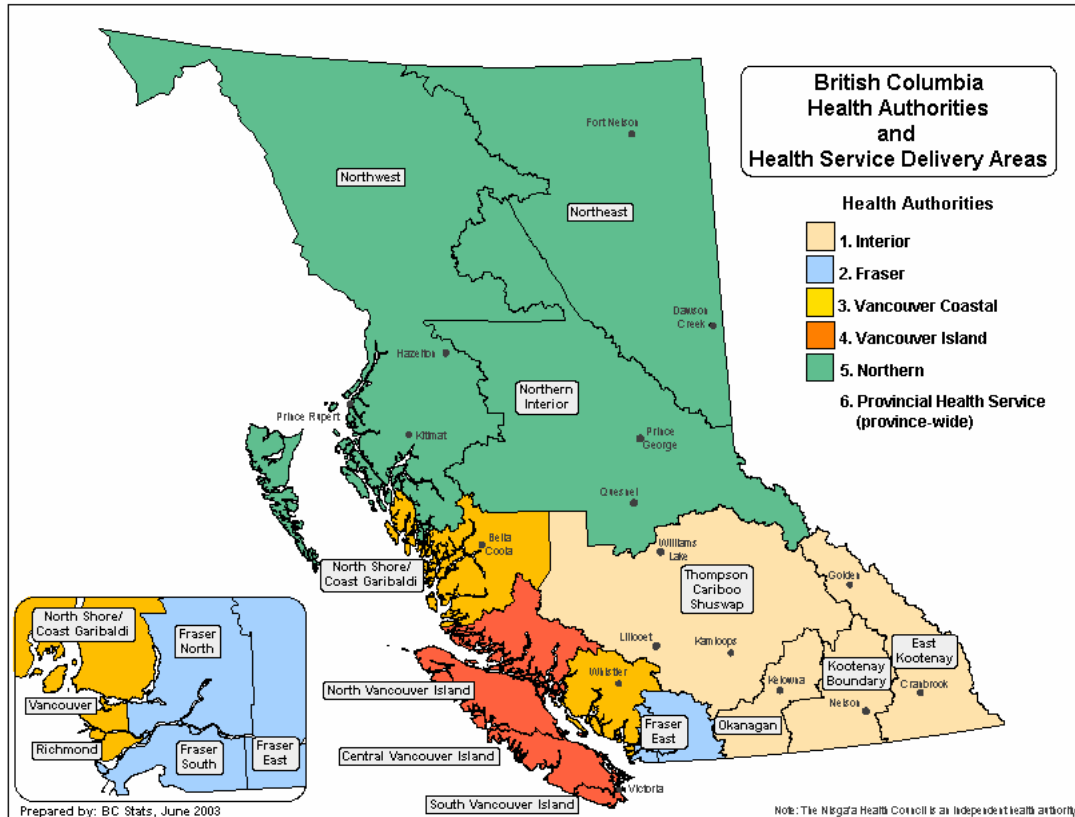 British Columbia
Health Authorities
and
Health Service Delivery Areas
Health Authorities
1. Interior
2. Fraser
3. Vancouver Coastal
4. Vancouver Island
5. Northern
6. Provincial Health Service
(province-wide)
Fort Nelson
Northwest
Northeast
Dawson
Creek
Hazelton
Northern
Interior
Prince Rupert
Kitimat
Prince
George
Quesnel
Bella
Coola
Williams
Lake
North Shore/
Coast Garibaldi
Thompson
Cariboo
Shuswap
Golden
North Shore/
Coast Garibaldi
Fraser
North
Lillooet
Kamloops
East
Kootenay
Whistler
Kelowna
Kootenay
Boundary
Cranbrook
North Vancouver Island
Vancouver
Nelson
Fraser
East
Okanagan
Richmond
Fraser
South
Fraser
East
Central Vancouver Island
Victoria
South Vancouver Island
Prepared by: BC Stats, June 2003
Note: The Nisga'a Health Council is an independent health authority